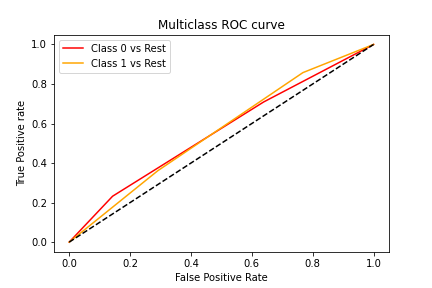 Multiclass ROC curve
Class 0 vs Rest
Class 1 vs Rest
True Positive rate
1.0
0.8
0.6
0.4
0.2
0.0
0.0 0.2 0.4 0.6 0.8 1.0
False Positive Rate